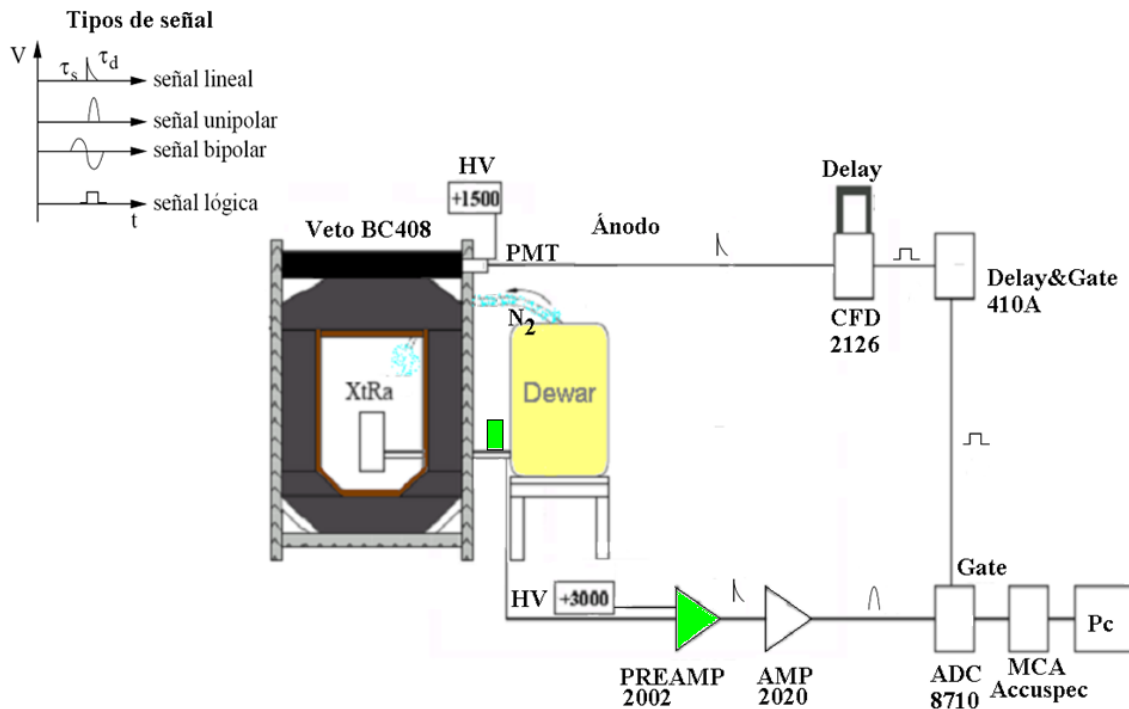 Tipos de señal
V
τs τd
señal lineal
señal unipolar
señal bipolar
señal lógica
t
HV
+1500
Veto BC408
PMT
Ánodo
Delay
CFD
2126
Delay&Gate
410A
N2
XtRa
Dewar
Gate
HV
+3000
Pc
PREAMP
2002
AMP
2020
ADC
8710
MCA
Accuspec